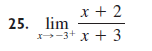 25. lim x→-3⁺ x + 2 / x + 3